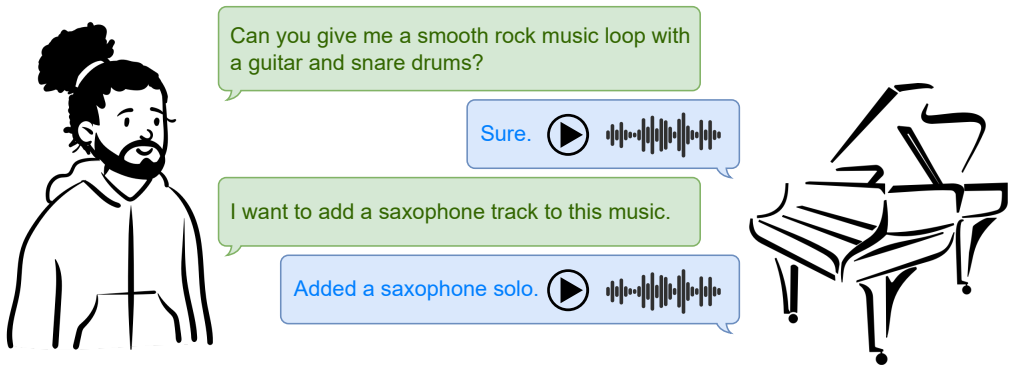 Can you give me a smooth rock music loop with
a guitar and snare drums?
Sure.
I want to add a saxophone track to this music.
Added a saxophone solo.